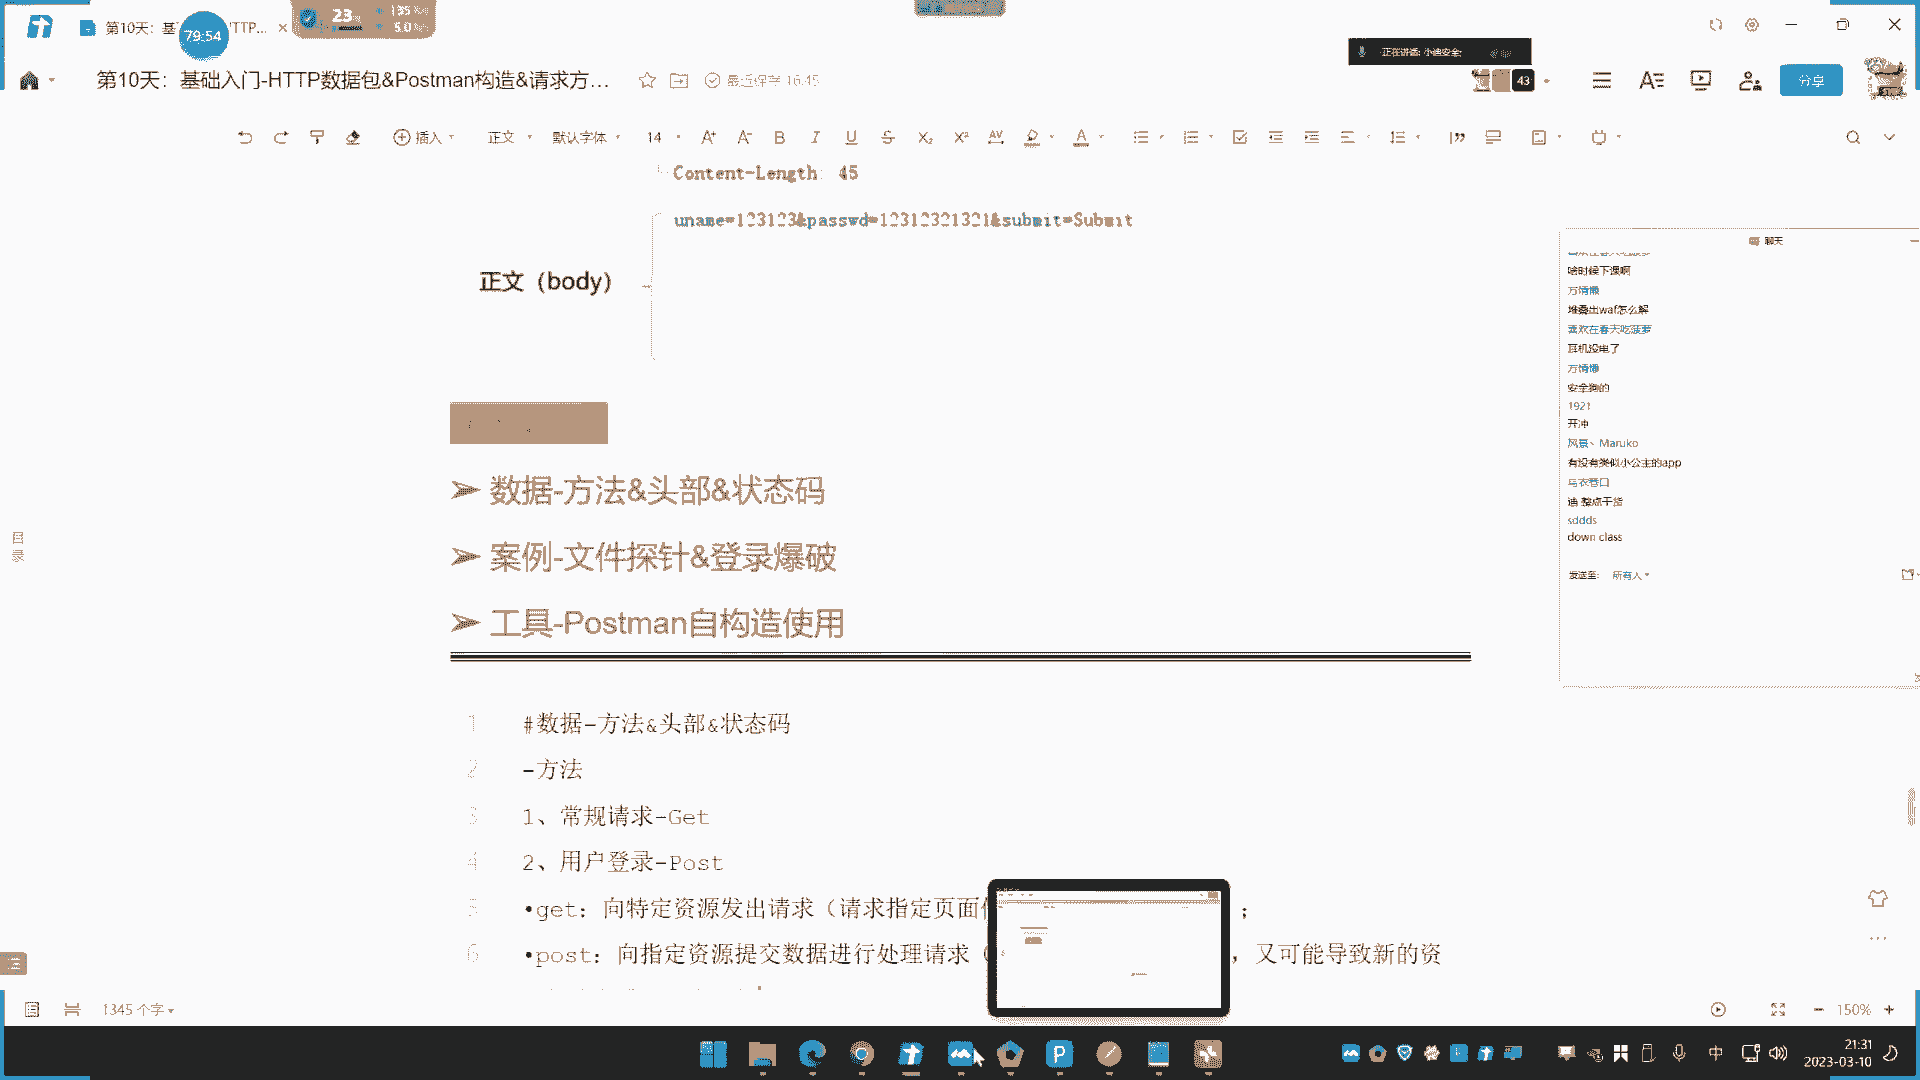 第10天：基
TTP...
79:54
23
135
5.0
正在讲话: 小迪安全
第10天：基础入门-HTTP数据包&Postman构造&请求方...
最近保存 16:45
43
分享
插入
正文
默认字体
14
Content-Length: 45
uname=123123&passwd=12312321321&submit=Submit
正文（body）
数据-方法&头部&状态码
案例-文件探针&登录爆破
工具-Postman自构造使用
1 #数据-方法&头部&状态码
2 -方法
3 1、常规请求-Get
4 2、用户登录-Post
5 •get：向特定资源发出请求（请求指定页面 ；
6 •post：向指定资源提交数据进行处理请求（ ，又可能导致新的资
目录
聊天
啥时候下课啊
万情懒
堆叠出waf怎么解
喜欢在春天吃菠萝
耳机没电了
万情懒
安全狗的
1921
开冲
风景、Maruko
有没有类似小公主的app
乌衣巷口
迪 整点干货
sddds
down class
发送至: 所有人
1345 个字
150%
中
21:31
2023-03-10